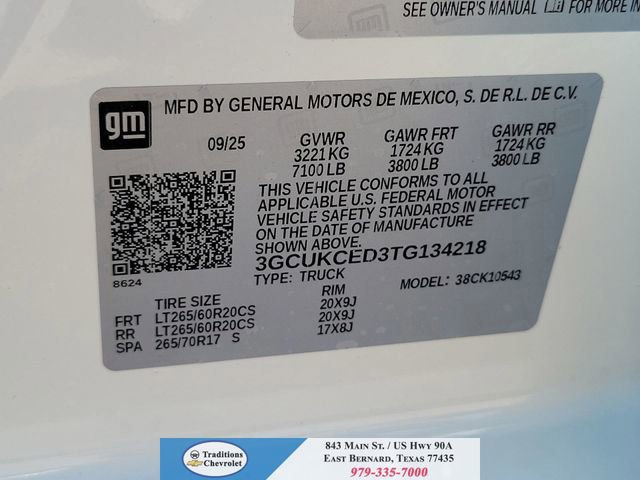 SEE OWNER'S MANUAL FOR MORE IN
gm
MFD BY GENERAL MOTORS DE MEXICO, S. DE R.L. DE C.V.
09/25 GVWR GAWR FRT GAWR RR
3221 KG 1724 KG 1724 KG
7100 LB 3800 LB 3800 LB
THIS VEHICLE CONFORMS TO ALL
APPLICABLE U.S. FEDERAL MOTOR
VEHICLE SAFETY STANDARDS IN EFFECT
ON THE DATE OF MANUFACTURE
3GCUKCED3TG134218
TYPE: TRUCK MODEL: 38CK10543
8624
TIRE SIZE RIM
FRT LT265/60R20CS 20X9J
RR LT265/60R20CS 20X9J
SPA 265/70R17 S 17X8J
Traditions
Chevrolet
843 Main St. / US Hwy 90A
East Bernard, Texas 77435
979-335-7000